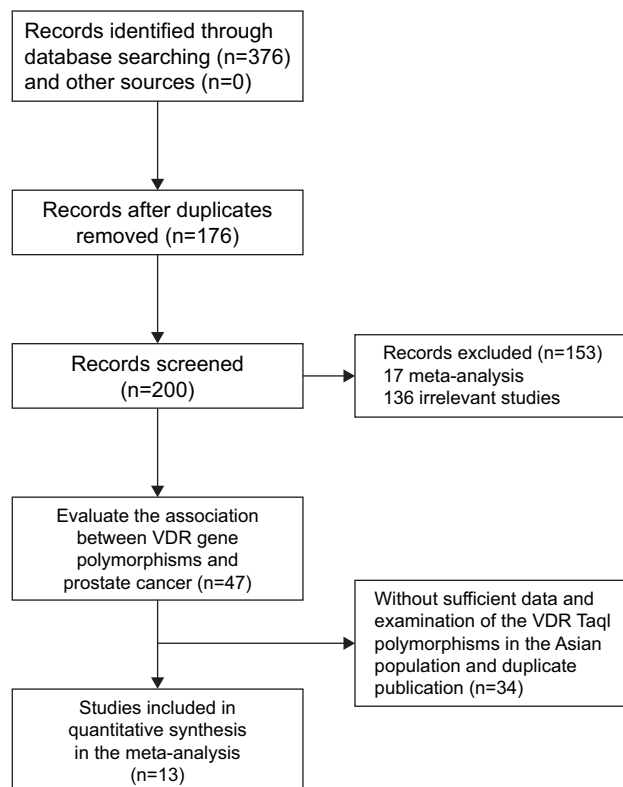 Records identified through
database searching (n=376)
and other sources (n=0)
Records after duplicates
removed (n=176)
Records screened
(n=200)
Records excluded (n=153)
17 meta-analysis
136 irrelevant studies
Evaluate the association
between VDR gene
polymorphisms and
prostate cancer (n=47)
Without sufficient data and
examination of the VDR TaqI
polymorphisms in the Asian
population and duplicate
publication (n=34)
Studies included in
quantitative synthesis
in the meta-analysis
(n=13)